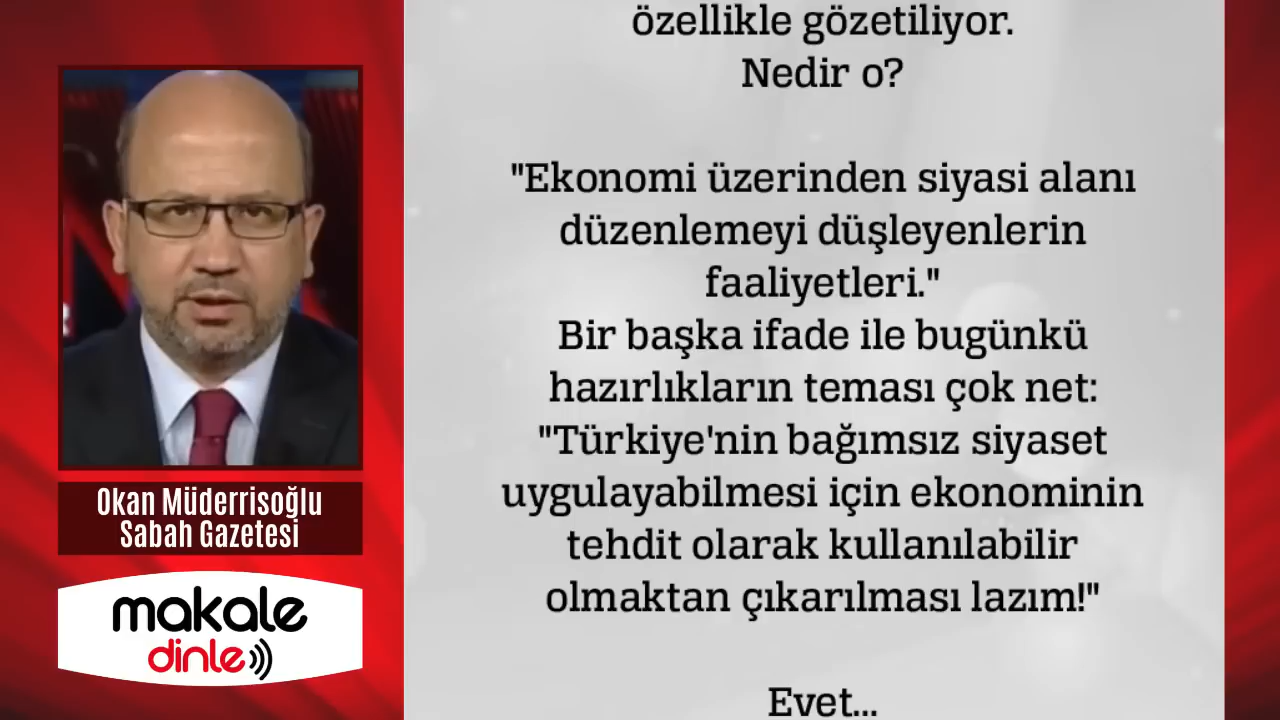 özellikle gözetiliyor.
Nedir o?
"Ekonomi üzerinden siyasi alanı
düzenlemeyi düşleyenlerin
faaliyetleri."
Bir başka ifade ile bugünkü
hazırlıkların teması çok net:
"Türkiye'nin bağımsız siyaset
uygulayabilmesi için ekonominin
tehdit olarak kullanılabilir
olmaktan çıkarılması lazım!"
Evet...
Okan Müderrisoğlu
Sabah Gazetesi
makale
dinle